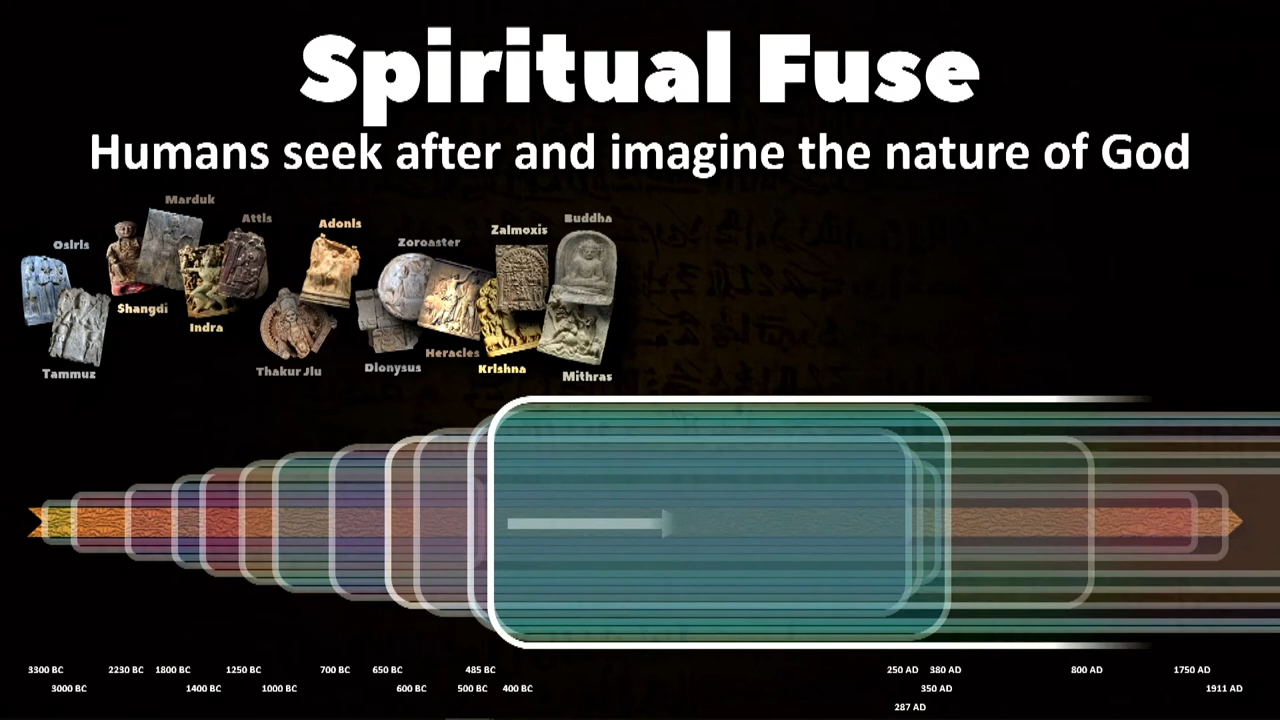 Spiritual Fuse
Humans seek after and imagine the nature of God
Marduk
Attis
Adonis
Buddha
Zalmoxis
Osiris
Zoroaster
Shangdi
Indra
Heracles
Tammuz
Thakur Jiu
Dionysus
Krishna
Mithras
3300 BC 2230 BC 1800 BC 1250 BC 700 BC 650 BC 485 BC 250 AD 380 AD 800 AD 1750 AD
3000 BC 1400 BC 1000 BC 600 BC 500 BC 400 BC 350 AD 1911 AD
287 AD